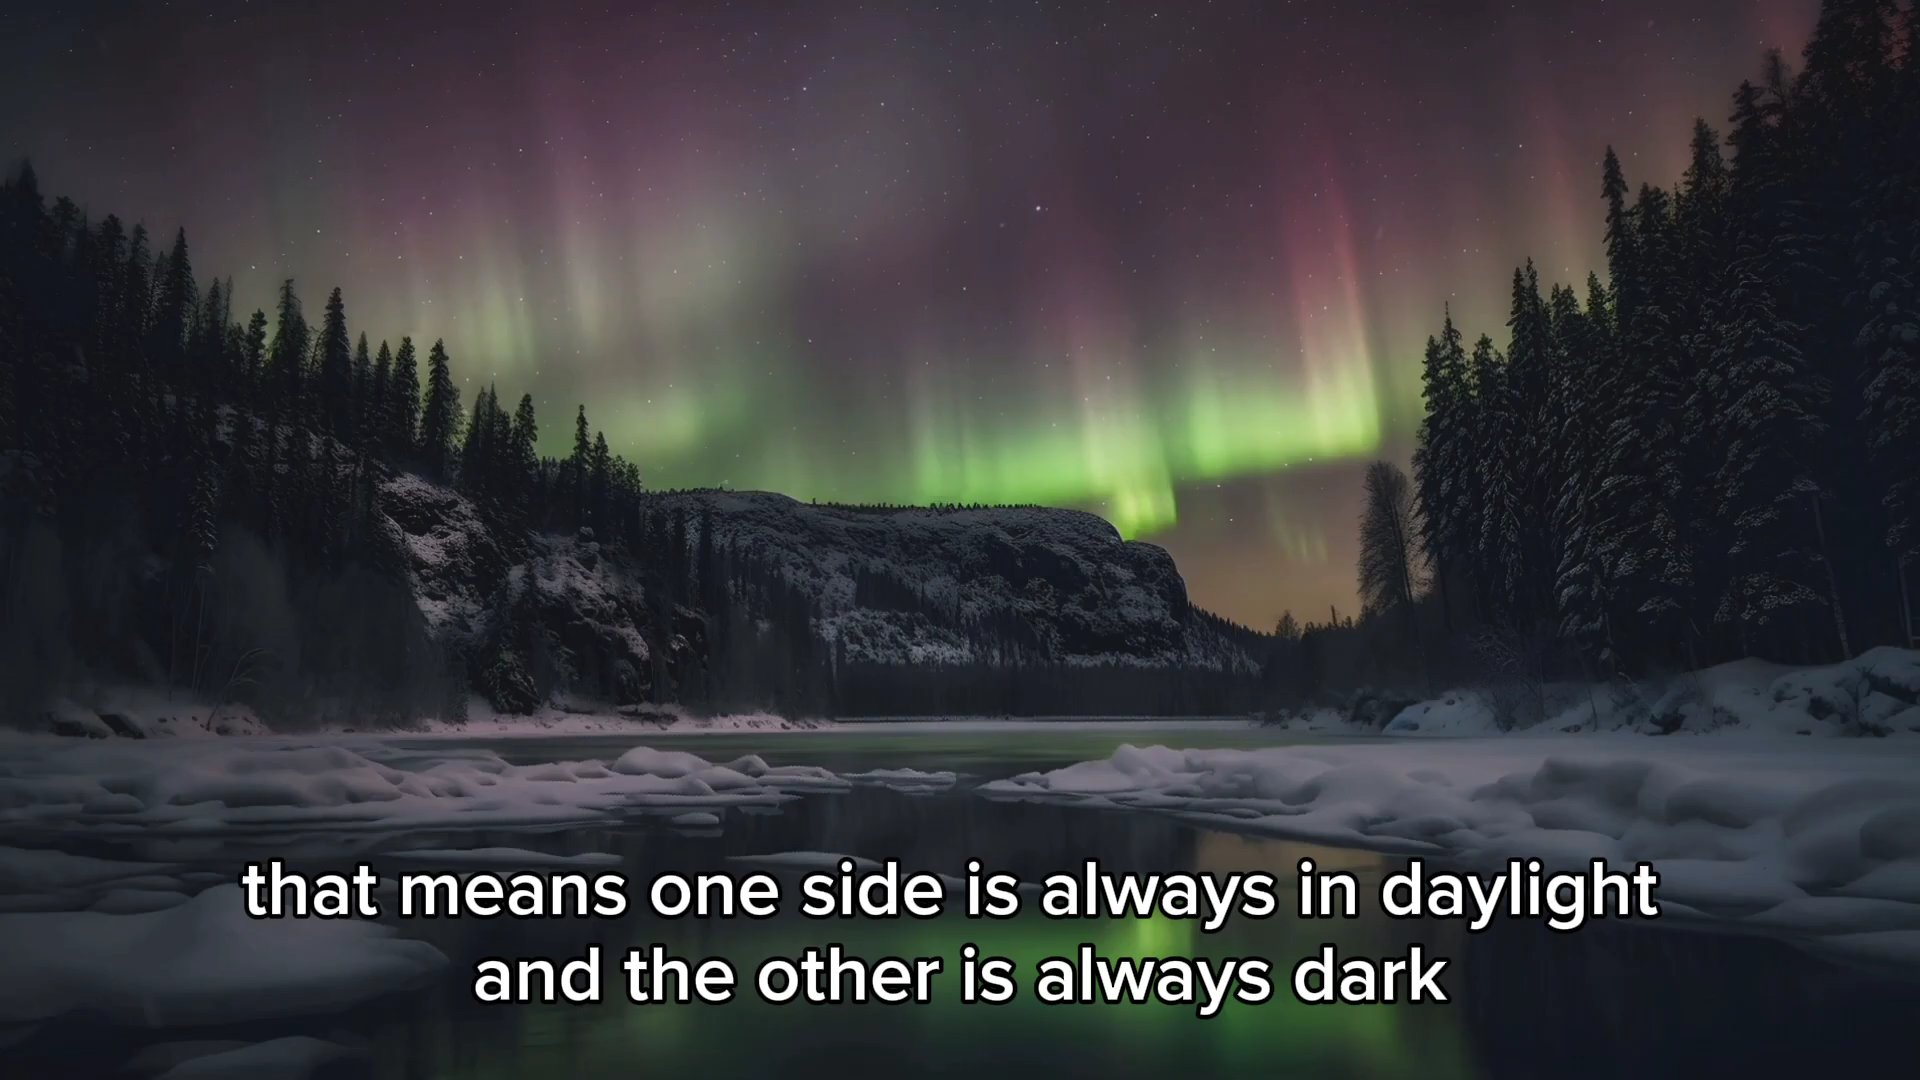 that means one side is always in daylight
and the other is always dark